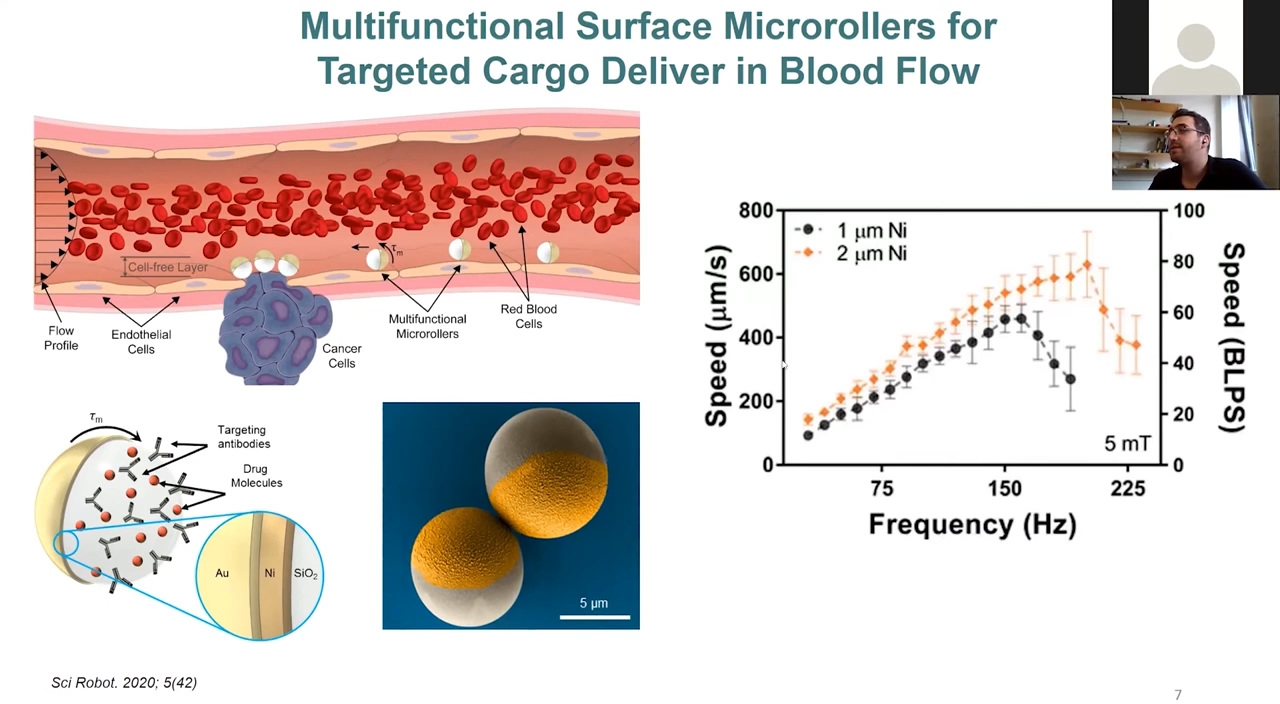 Multifunctional Surface Microrollers for
Targeted Cargo Deliver in Blood Flow
τm
Cell-free Layer
Flow
Profile
Endothelial
Cells
Cancer
Cells
Multifunctional
Microrollers
Red Blood
Cells
τm
Targeting
antibodies
Drug
Molecules
Au
Ni
SiO₂
5 µm
800
600
400
200
0
Speed (µm/s)
1 µm Ni
2 µm Ni
5 mT
100
80
60
40
20
0
Speed (BLPS)
75
150
225
Frequency (Hz)
Sci Robot. 2020; 5(42)
7